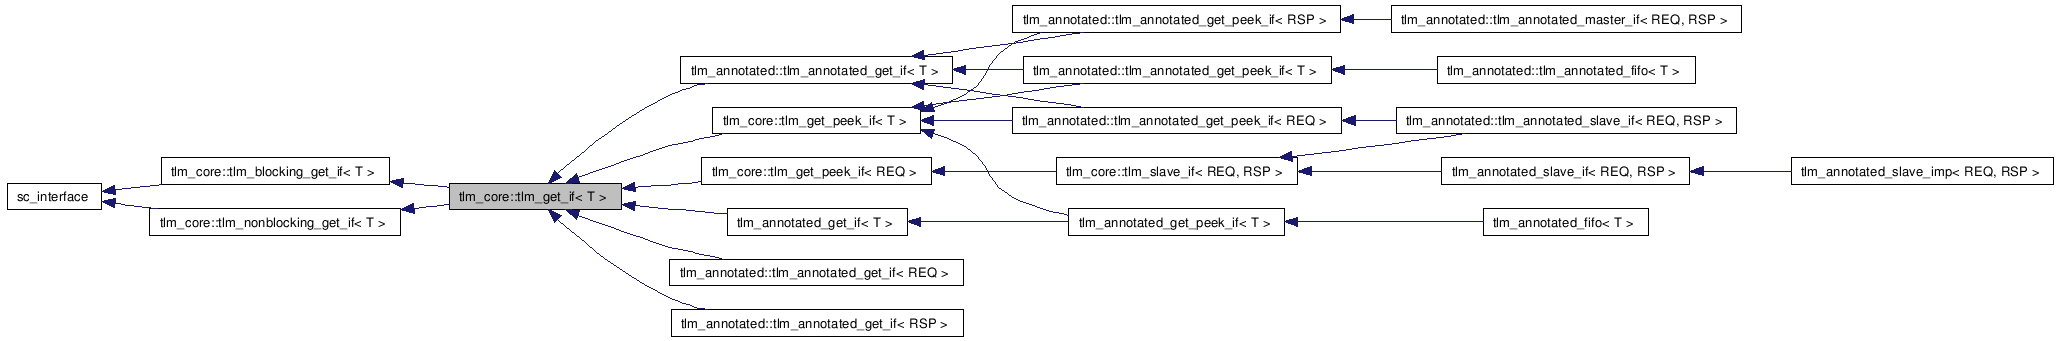 tlm_annotated::tlm_annotated_get_peek_if< RSP >
tlm_annotated::tlm_annotated_master_if< REQ, RSP >
tlm_annotated::tlm_annotated_get_if< T >
tlm_annotated::tlm_annotated_get_peek_if< T >
tlm_annotated::tlm_annotated_fifo< T >
tlm_core::tlm_get_peek_if< T >
tlm_annotated::tlm_annotated_get_peek_if< REQ >
tlm_annotated::tlm_annotated_slave_if< REQ, RSP >
tlm_core::tlm_blocking_get_if< T >
tlm_core::tlm_get_peek_if< REQ >
tlm_core::tlm_slave_if< REQ, RSP >
tlm_annotated_slave_if< REQ, RSP >
tlm_annotated_slave_imp< REQ, RSP >
sc_interface
tlm_core::tlm_get_if< T >
tlm_core::tlm_nonblocking_get_if< T >
tlm_annotated_get_if< T >
tlm_annotated_get_peek_if< T >
tlm_annotated_fifo< T >
tlm_annotated::tlm_annotated_get_if< REQ >
tlm_annotated::tlm_annotated_get_if< RSP >